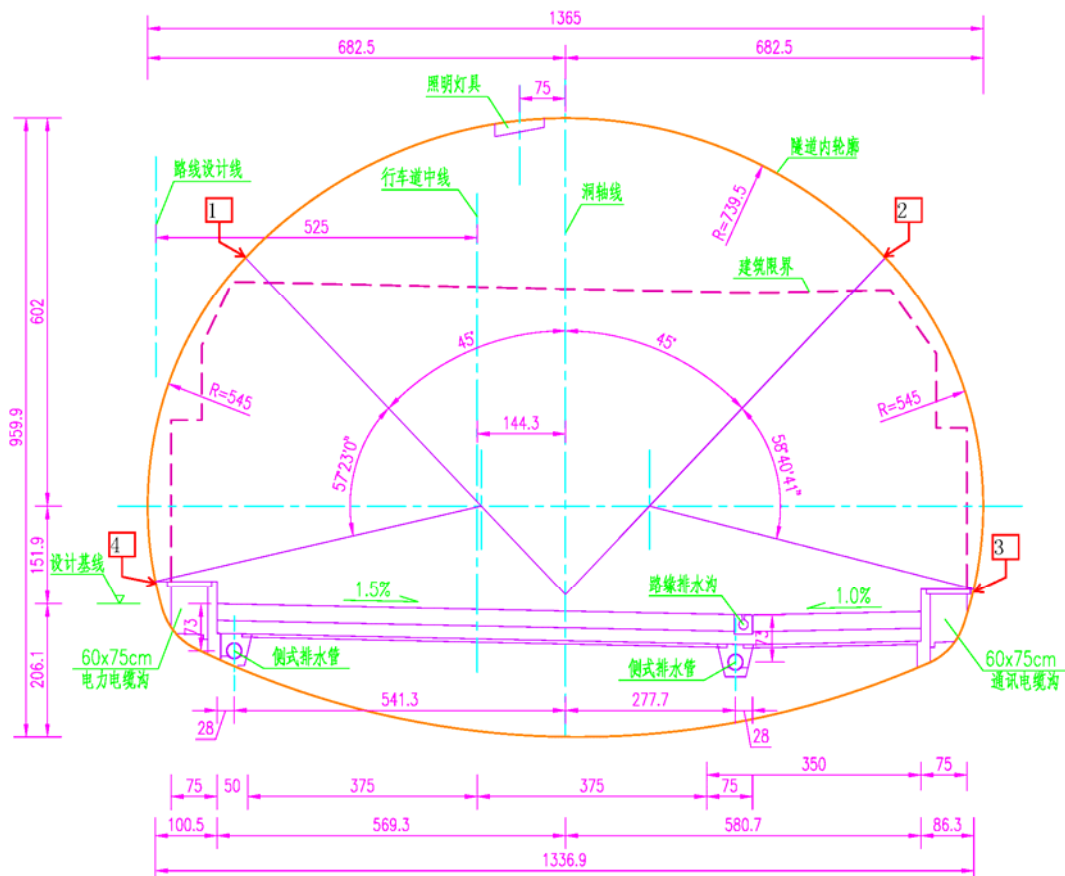 1365
682.5
682.5
照明灯具
75
隧道内轮廓
路线设计线
行车道中线
洞轴线
1
2
R=739.5
525
建筑限界
602
45°
45°
R=545
R=545
959.9
144.3
57°23'0"
58°40'41"
4
3
151.9
设计基线
路缘排水沟
1.5%
1.0%
73
73
206.1
60x75cm
电力电缆沟
侧式排水管
侧式排水管
60x75cm
通讯电缆沟
541.3
277.7
28
28
350
75
50
375
375
75
75
100.5
569.3
580.7
86.3
1336.9